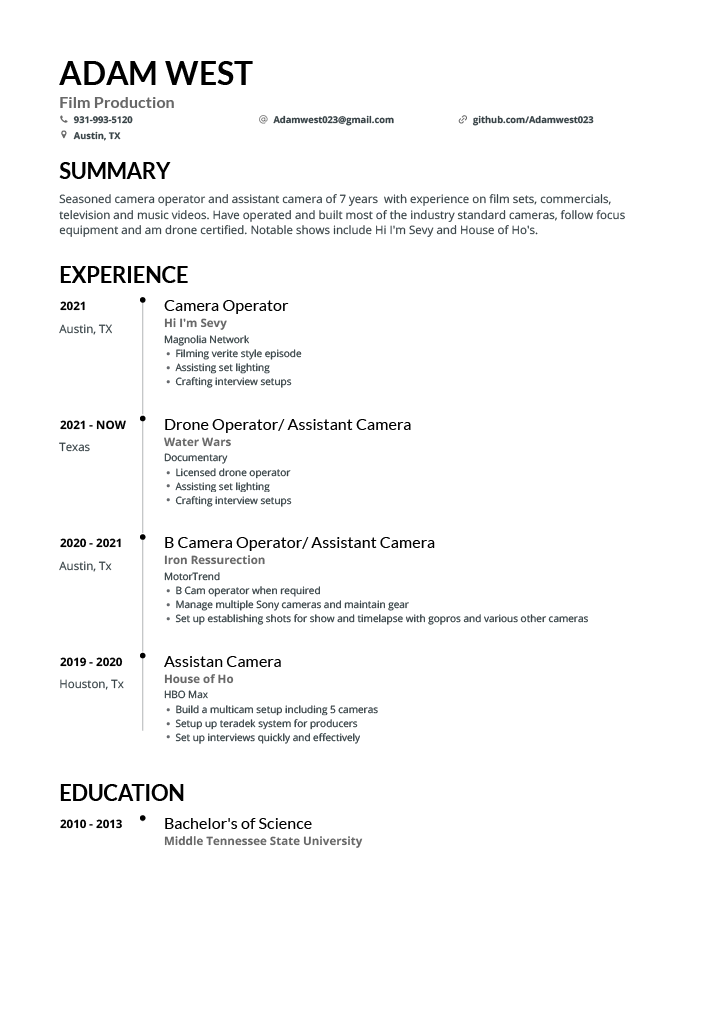 ADAM WEST
Film Production
931-993-5120 Adamwest023@gmail.com github.com/Adamwest023
Austin, TX
SUMMARY
Seasoned camera operator and assistant camera of 7 years with experience on film sets, commercials,
television and music videos. Have operated and built most of the industry standard cameras, follow focus
equipment and am drone certified. Notable shows include Hi I'm Sevy and House of Ho's.
EXPERIENCE
2021
Austin, TX
Camera Operator
Hi I'm Sevy
Magnolia Network
• Filming verite style episode
• Assisting set lighting
• Crafting interview setups
2021 - NOW
Texas
Drone Operator/ Assistant Camera
Water Wars
Documentary
• Licensed drone operator
• Assisting set lighting
• Crafting interview setups
2020 - 2021
Austin, Tx
B Camera Operator/ Assistant Camera
Iron Ressurection
MotorTrend
• B Cam operator when required
• Manage multiple Sony cameras and maintain gear
• Set up establishing shots for show and timelapse with gopros and various other cameras
2019 - 2020
Houston, Tx
Assistan Camera
House of Ho
HBO Max
• Build a multicam setup including 5 cameras
• Setup up teradek system for producers
• Set up interviews quickly and effectively
EDUCATION
2010 - 2013
Bachelor's of Science
Middle Tennessee State University